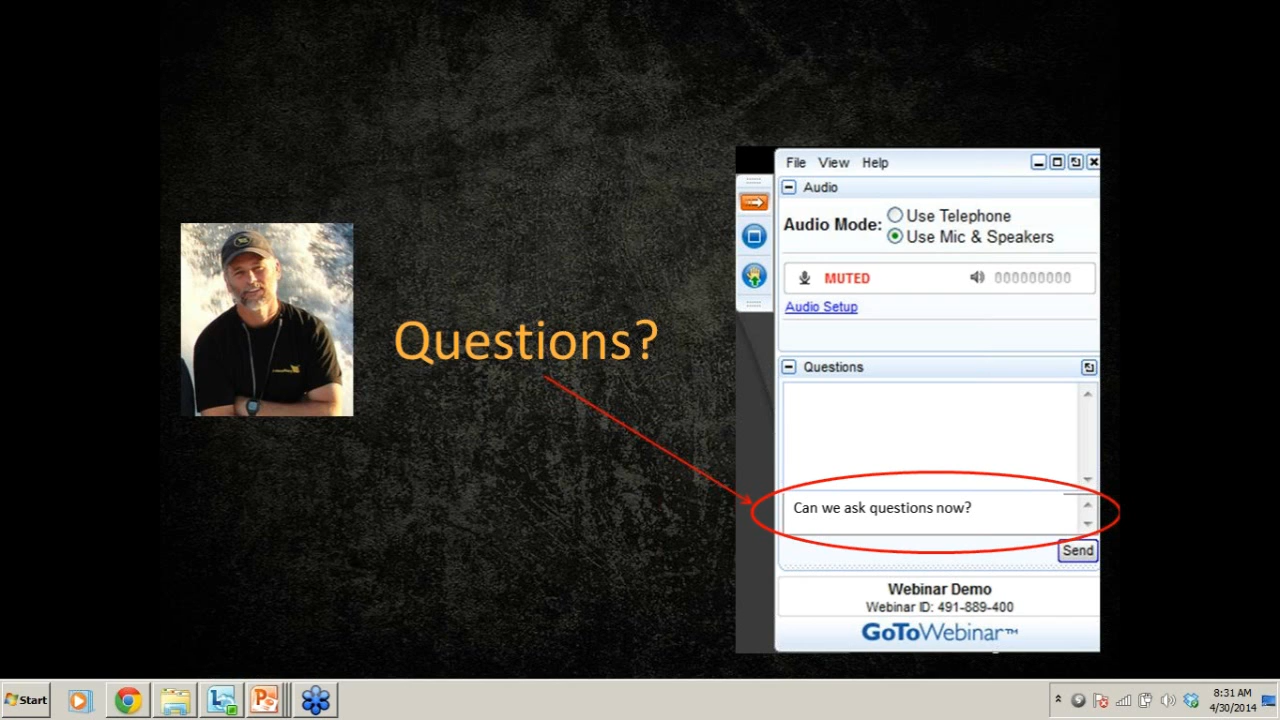 Questions?
File View Help
Audio
Audio Mode:
Use Telephone
Use Mic & Speakers
MUTED
000000000
Audio Setup
Questions
Can we ask questions now?
Send
Webinar Demo
Webinar ID: 491-889-400
GoToWebinar™
Start
8:31 AM
4/30/2014